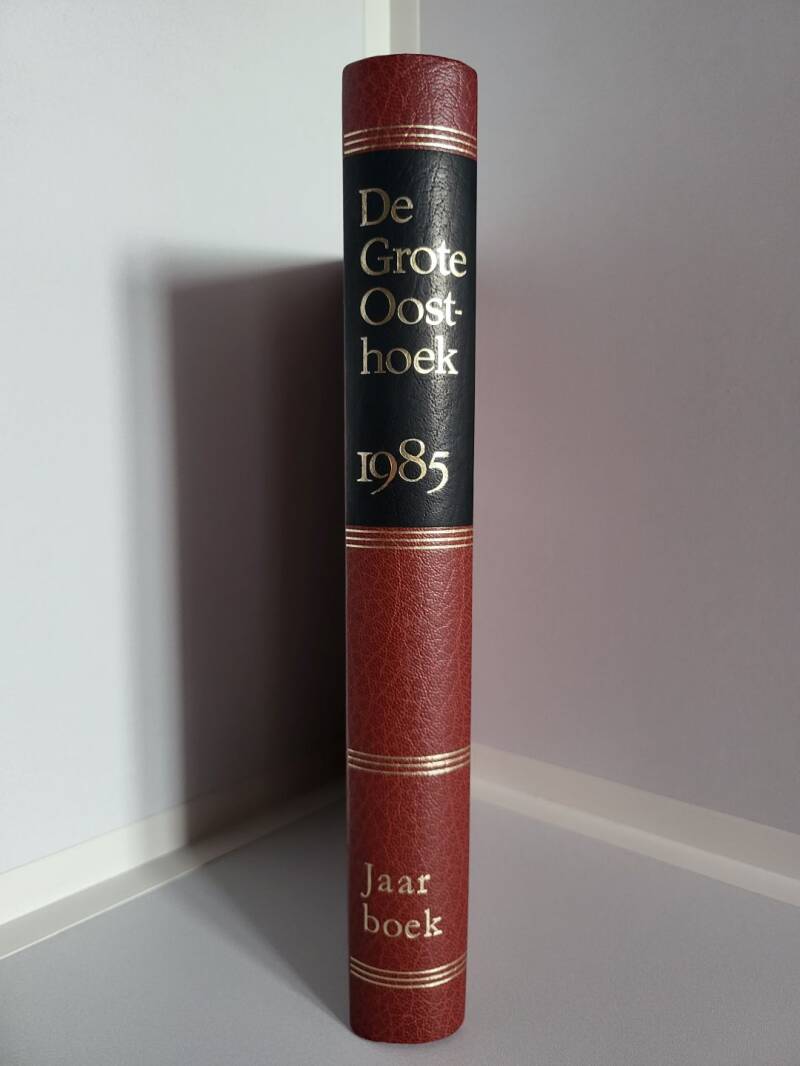 De
Grote
Oost-
hoek
1985
Jaar
boek